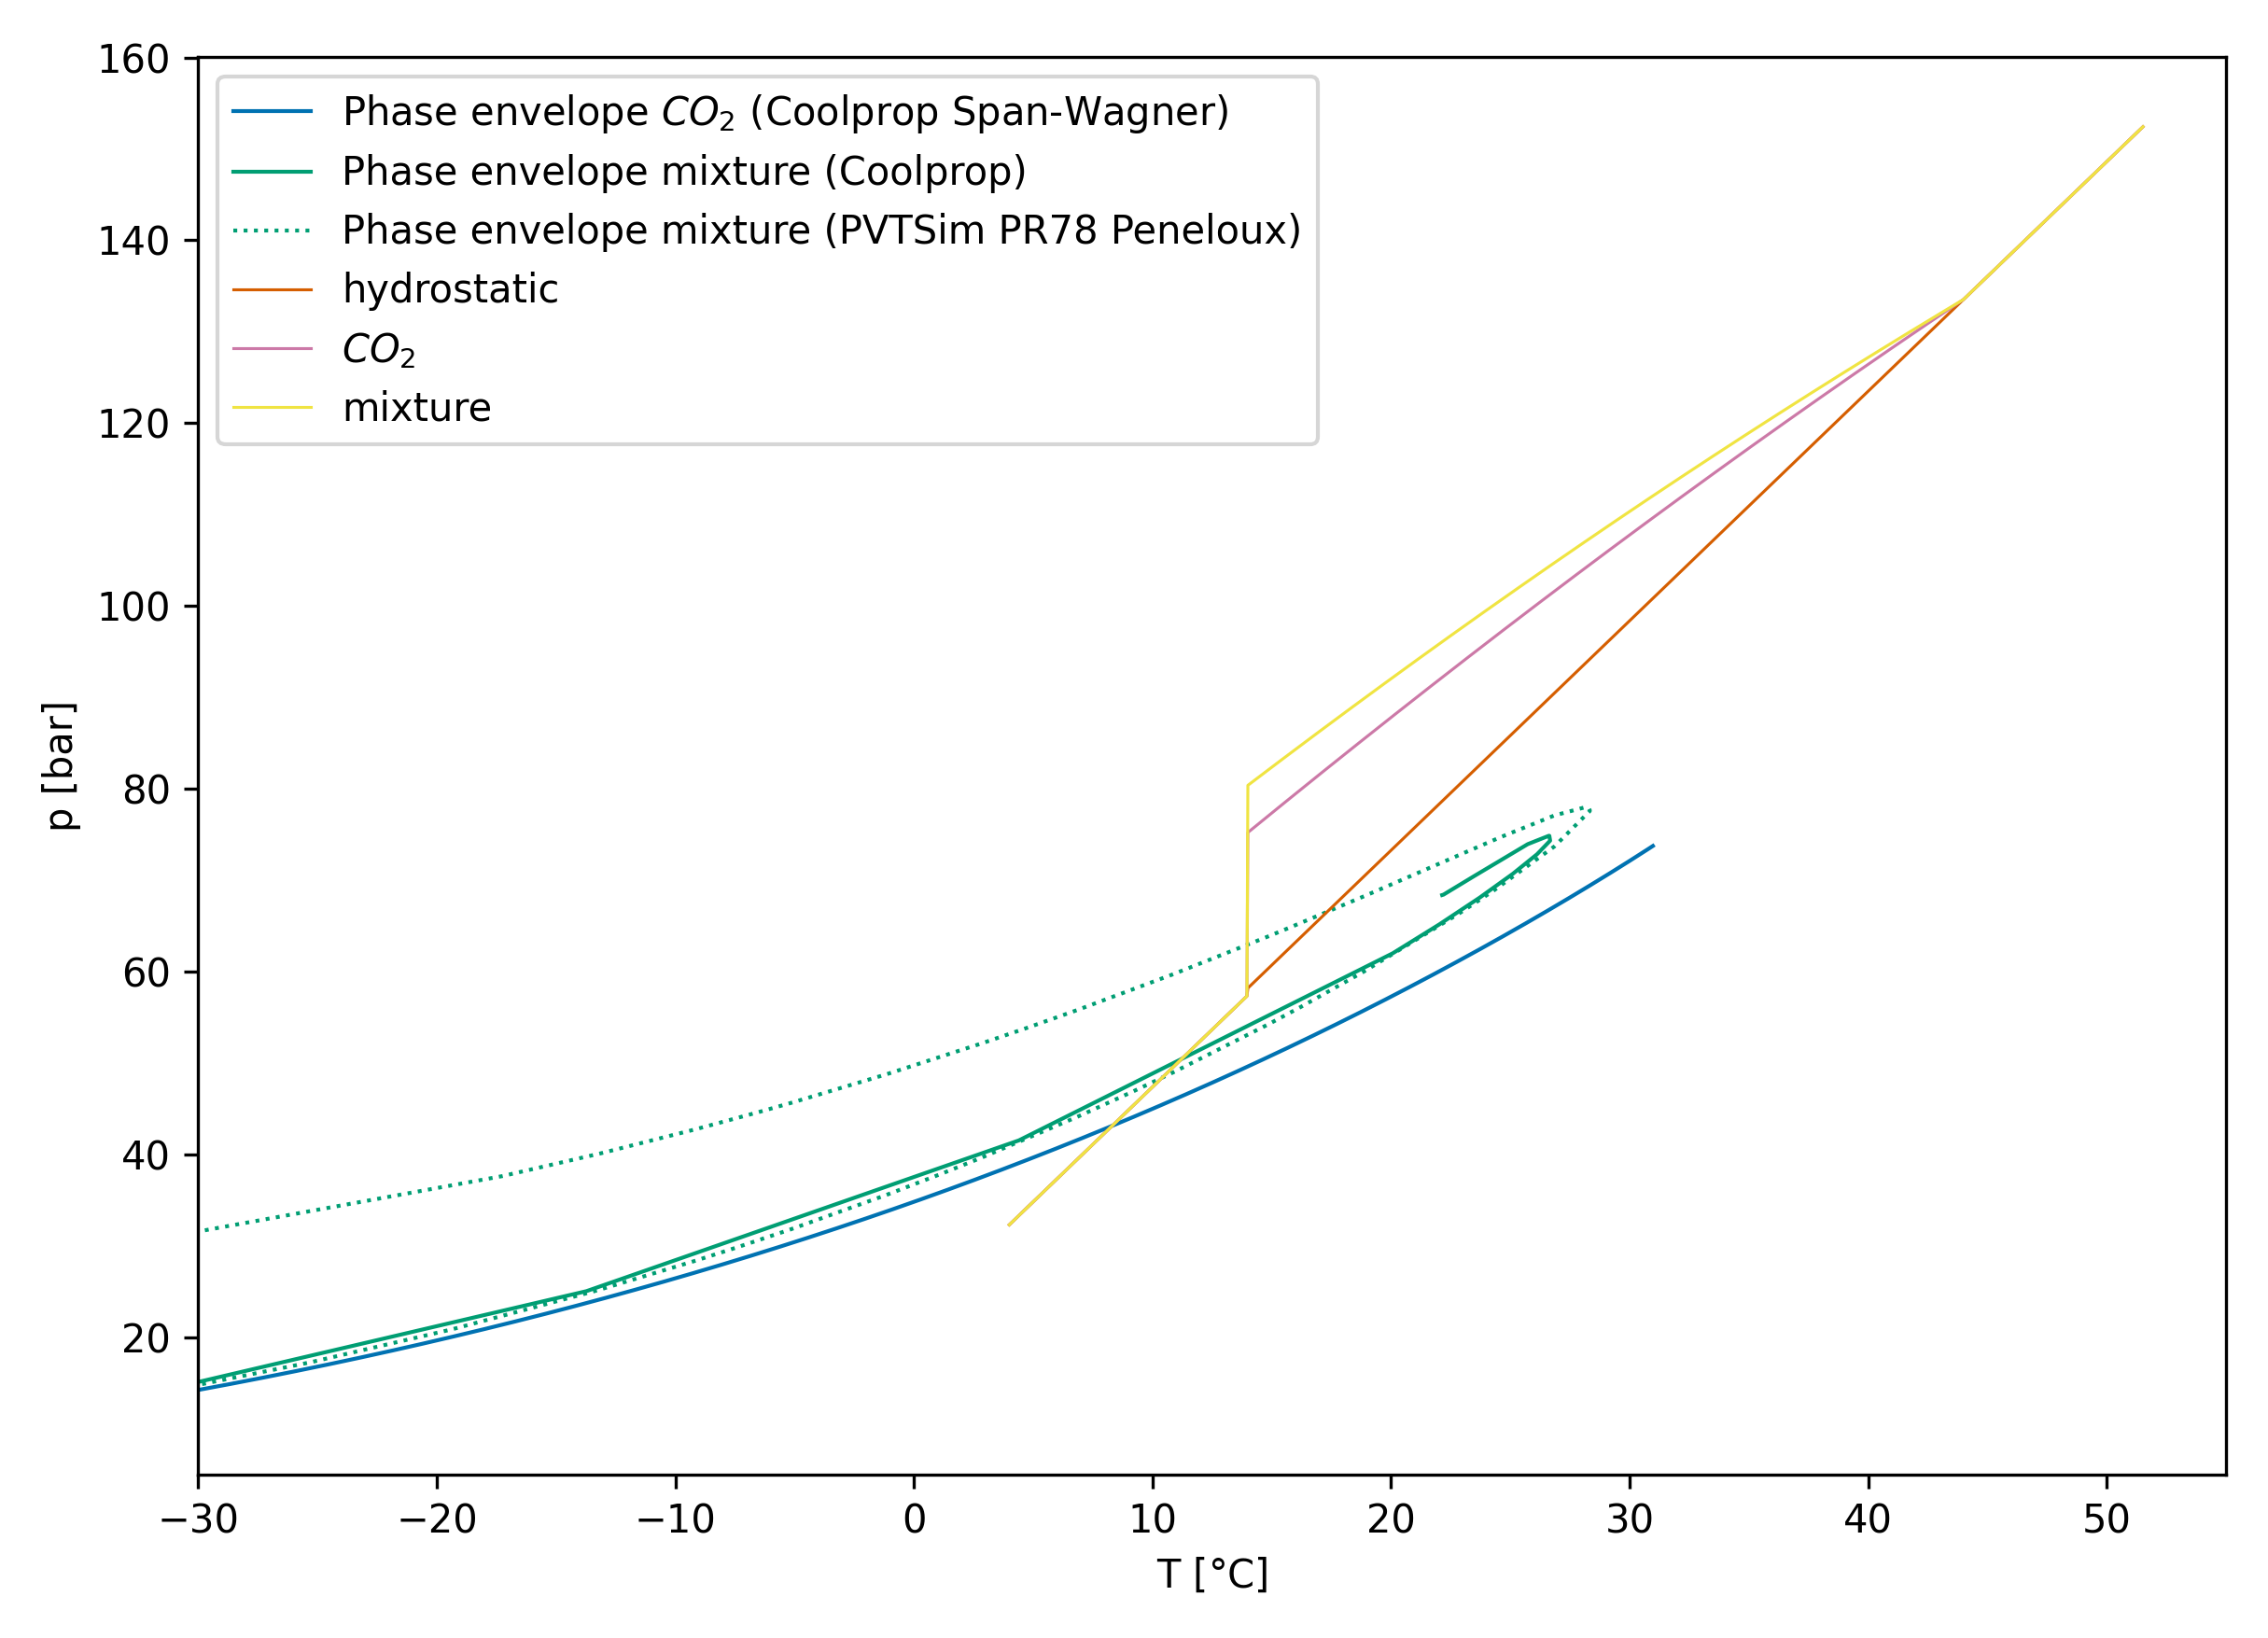 160
140
120
100
80
60
40
20
p [bar]
Phase envelope CO₂ (Coolprop Span-Wagner)
Phase envelope mixture (Coolprop)
Phase envelope mixture (PVTSim PR78 Peneloux)
hydrostatic
CO₂
mixture
−30 −20 −10 0 10 20 30 40 50
T [°C]